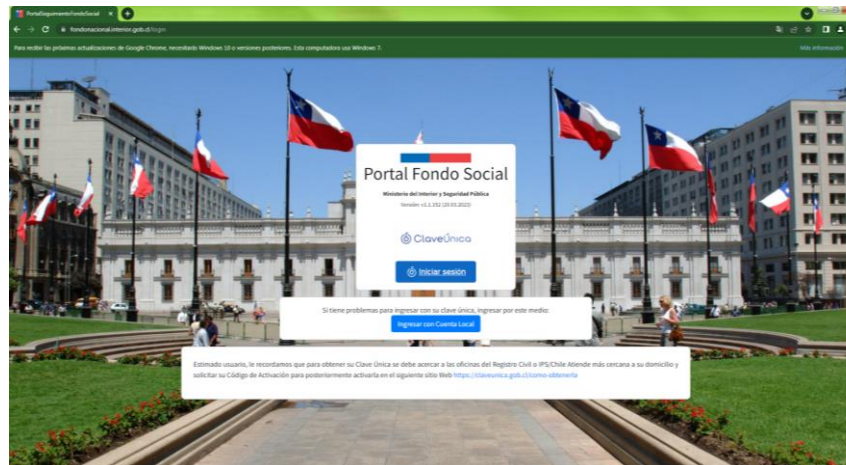 PortalSeguimientoFondoSocial
fondonacional.interior.gob.cl/login
Para recibir las próximas actualizaciones de Google Chrome, necesitarás Windows 10 o versiones posteriores. Esta computadora usa Windows 7.
Más información
Portal Fondo Social
Ministerio del Interior y Seguridad Pública
ClaveÚnica
Iniciar sesión
Si tiene problemas para ingresar con su clave única, ingresar por este medio:
Ingresar con Cuenta Local
Estimado usuario, le recordamos que para obtener su Clave Única se debe acercar a las oficinas del Registro Civil o IPS/Chile Atiende más cercana a su domicilio y
solicitar su Código de Activación para posteriormente activarla en el siguiente sitio Web https://claveunica.gob.cl/como-obtenerla